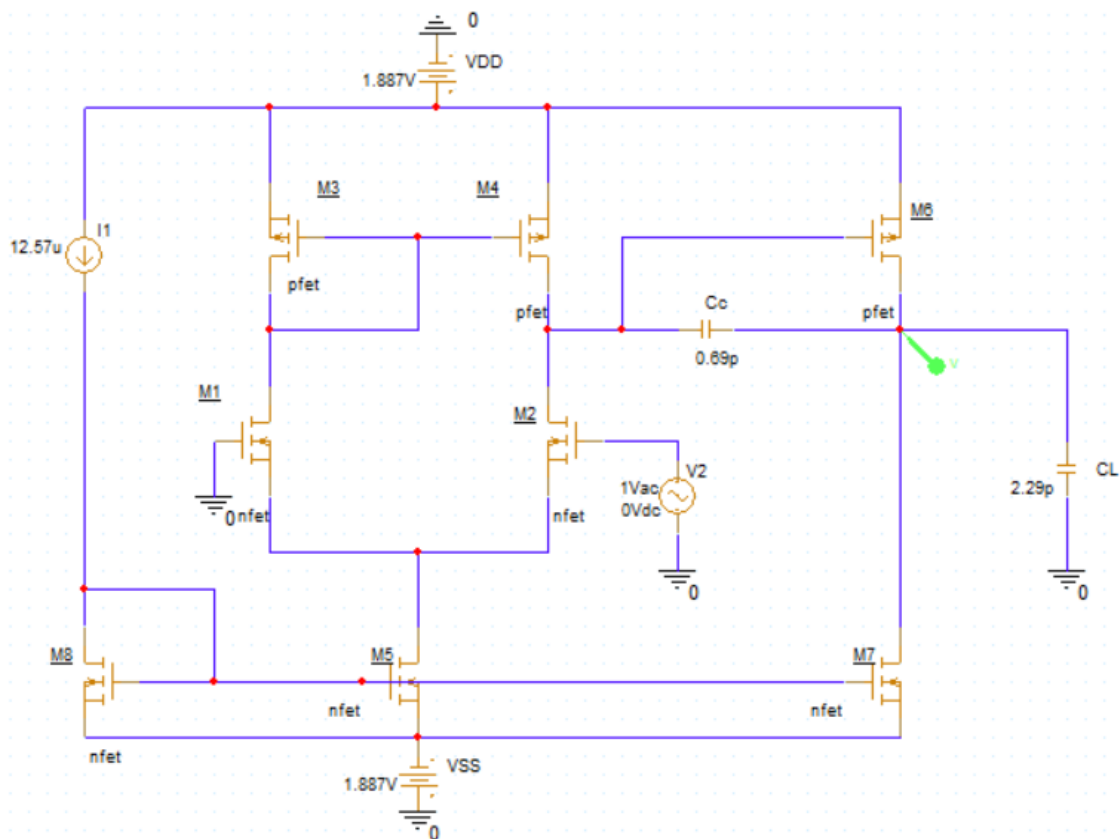 0
VDD
1.887V
M3
M4
M6
I1
12.57u
pfet
pfet
Cc
pfet
0.69p
V
M1
M2
V2
1Vac
0Vdc
CL
2.29p
0
nfet
nfet
0
0
M8
M5
M7
nfet
nfet
nfet
VSS
1.887V
0